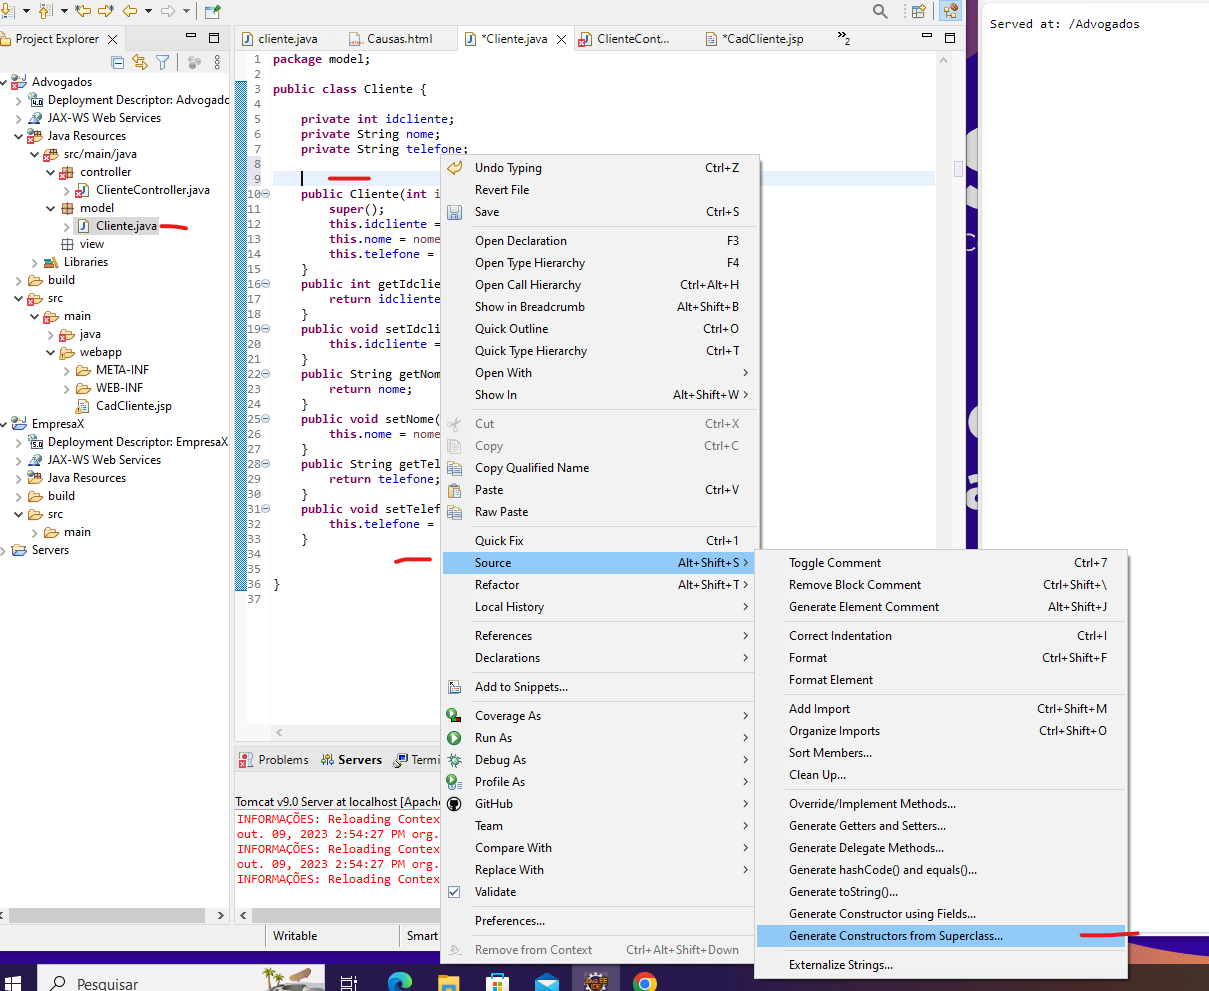 Served at: /Advogados
Project Explorer
cliente.java
Causas.html
*Cliente.java
ClienteCont...
*CadCliente.jsp
»2
Advogados
Deployment Descriptor: Advogado
4.0
JAX-WS Web Services
Java Resources
src/main/java
controller
ClienteController.java
model
Cliente.java
view
Libraries
build
src
main
java
webapp
META-INF
WEB-INF
CadCliente.jsp
EmpresaX
Deployment Descriptor: EmpresaX
5.0
JAX-WS Web Services
Java Resources
build
src
main
Servers
1 package model;
2
3 public class Cliente {
4
5 private int idcliente;
6 private String nome;
7 private String telefone;
8
9
10 public Cliente(int i
11 super();
12 this.idcliente =
13 this.nome = nome
14 this.telefone =
15 }
16 public int getIdclie
17 return idcliente
18 }
19 public void setIdcli
20 this.idcliente =
21 }
22 public String getNom
23 return nome;
24 }
25 public void setNome(
26 this.nome = nome
27 }
28 public String getTel
29 return telefone;
30 }
31 public void setTelef
32 this.telefone =
33 }
34
35
36 }
37
Undo Typing Ctrl+Z
Revert File
Save Ctrl+S
Open Declaration F3
Open Type Hierarchy F4
Open Call Hierarchy Ctrl+Alt+H
Show in Breadcrumb Alt+Shift+B
Quick Outline Ctrl+O
Quick Type Hierarchy Ctrl+T
Open With
Show In Alt+Shift+W
Cut Ctrl+X
Copy Ctrl+C
Copy Qualified Name
Paste Ctrl+V
Raw Paste
Quick Fix Ctrl+1
Source Alt+Shift+S
Refactor Alt+Shift+T
Local History
References
Declarations
Add to Snippets...
Coverage As
Run As
Debug As
Profile As
GitHub
Team
Compare With
Replace With
Validate
Preferences...
Remove from Context Ctrl+Alt+Shift+Down
Toggle Comment Ctrl+7
Remove Block Comment Ctrl+Shift+\
Generate Element Comment Alt+Shift+J
Correct Indentation Ctrl+I
Format Ctrl+Shift+F
Format Element
Add Import Ctrl+Shift+M
Organize Imports Ctrl+Shift+O
Sort Members...
Clean Up...
Override/Implement Methods...
Generate Getters and Setters...
Generate Delegate Methods...
Generate hashCode() and equals()...
Generate toString()...
Generate Constructor using Fields...
Generate Constructors from Superclass...
Externalize Strings...
Problems
Servers
Termi
Tomcat v9.0 Server at localhost [Apache
INFORMAÇÕES: Reloading Contex
out. 09, 2023 2:54:27 PM org.
INFORMAÇÕES: Reloading Contex
out. 09, 2023 2:54:27 PM org.
INFORMAÇÕES: Reloading Contex
Writable
Smart
Pesquisar